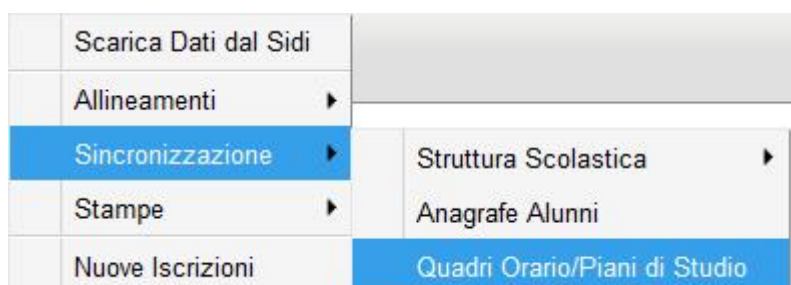 Scarica Dati dal Sidi
Allineamenti
Sincronizzazione
Stampe
Nuove Iscrizioni
Struttura Scolastica
Anagrafe Alunni
Quadri Orario/Piani di Studio